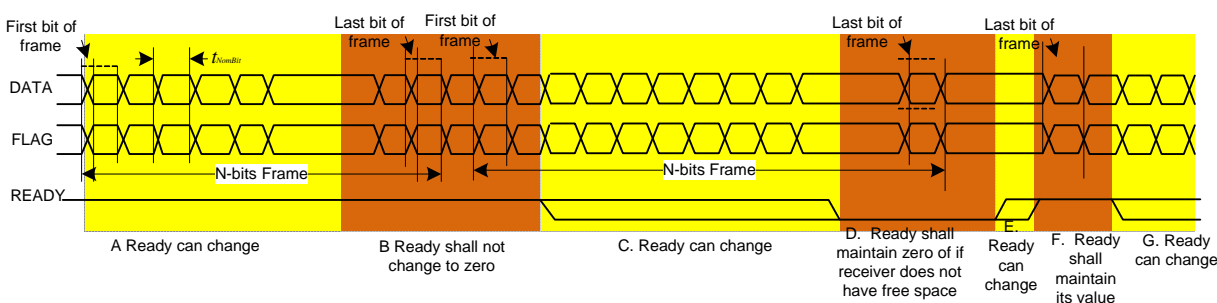 First bit of
frame
t NomBit
Last bit of
frame
First bit of
frame
Last bit of
frame
Last bit of
frame
DATA
FLAG
N-bits Frame
N-bits Frame
READY
A Ready can change
B Ready shall not
change to zero
C. Ready can change
D. Ready shall
maintain zero of if
receiver does not
have free space
E.
Ready
can
change
F. Ready
shall
maintain
its value
G. Ready
can change